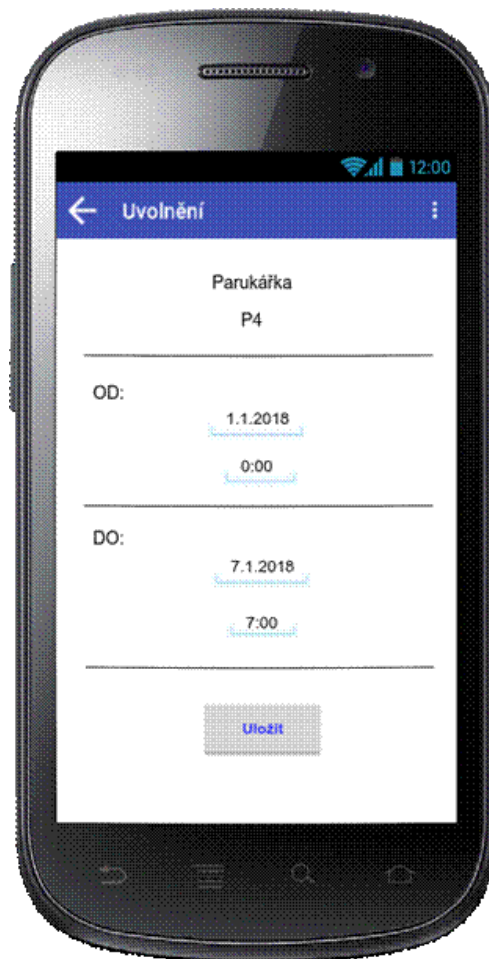 12:00
Uvolnění
Parukářka
P4
OD:
1.1.2018
0:00
DO:
7.1.2018
7:00
Uložit